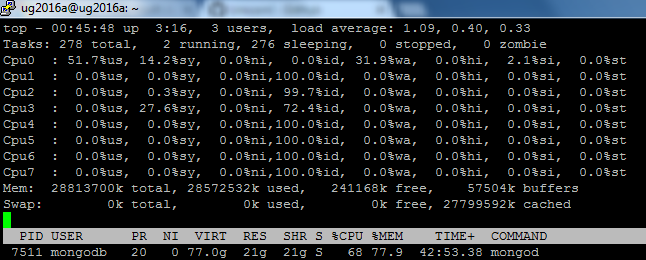 ug2016a@ug2016a: ~
top - 00:45:48 up  3:16,  3 users,  load average: 1.09, 0.40, 0.33
Tasks: 278 total,   2 running, 276 sleeping,   0 stopped,   0 zombie
Cpu0  : 51.7%us, 14.2%sy,  0.0%ni,  0.0%id, 31.9%wa,  0.0%hi,  2.1%si,  0.0%st
Cpu1  :  0.0%us,  0.0%sy,  0.0%ni,100.0%id,  0.0%wa,  0.0%hi,  0.0%si,  0.0%st
Cpu2  :  0.0%us,  0.3%sy,  0.0%ni, 99.7%id,  0.0%wa,  0.0%hi,  0.0%si,  0.0%st
Cpu3  :  0.0%us, 27.6%sy,  0.0%ni, 72.4%id,  0.0%wa,  0.0%hi,  0.0%si,  0.0%st
Cpu4  :  0.0%us,  0.0%sy,  0.0%ni,100.0%id,  0.0%wa,  0.0%hi,  0.0%si,  0.0%st
Cpu5  :  0.0%us,  0.0%sy,  0.0%ni,100.0%id,  0.0%wa,  0.0%hi,  0.0%si,  0.0%st
Cpu6  :  0.0%us,  0.0%sy,  0.0%ni,100.0%id,  0.0%wa,  0.0%hi,  0.0%si,  0.0%st
Cpu7  :  0.0%us,  0.0%sy,  0.0%ni,100.0%id,  0.0%wa,  0.0%hi,  0.0%si,  0.0%st
Mem:  28813700k total, 28572532k used,   241168k free,    57504k buffers
Swap:        0k total,        0k used,        0k free, 27799592k cached
PID USER      PR  NI  VIRT  RES  SHR S %CPU %MEM    TIME+  COMMAND
7511 mongodb   20   0 77.0g  21g  21g S   68 77.9  42:53.38 mongod